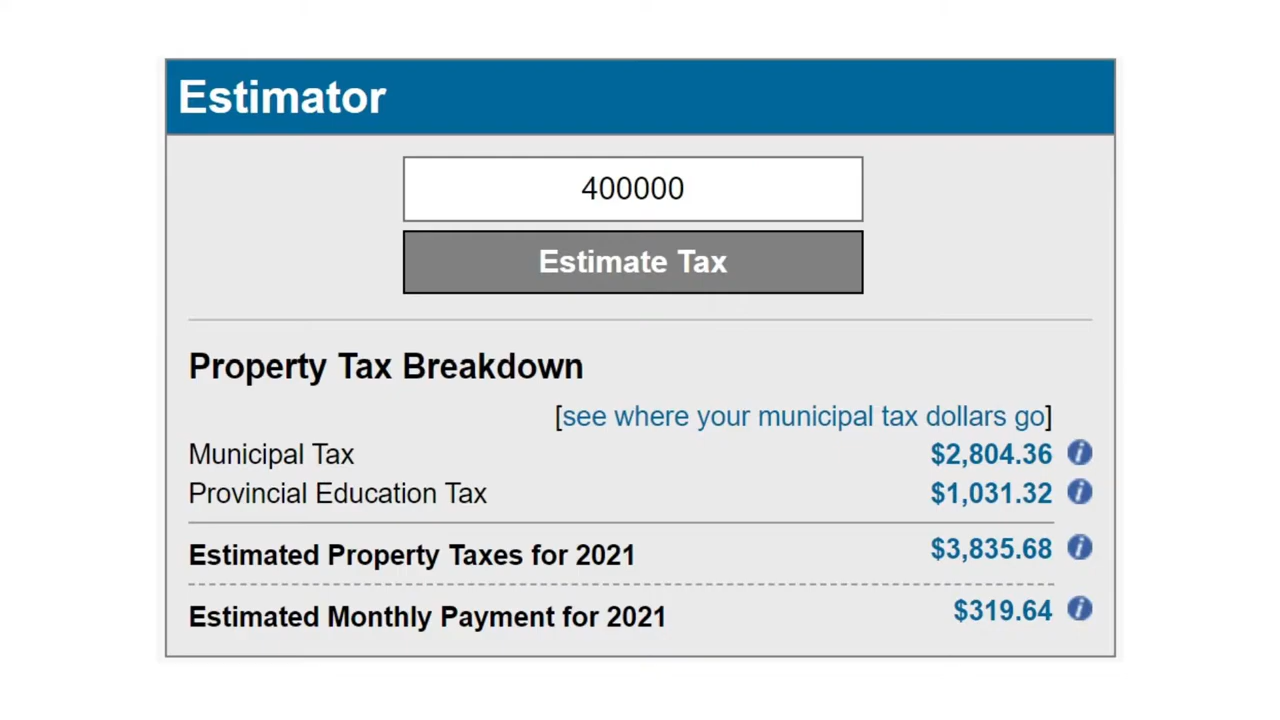 Estimator
400000
Estimate Tax
Property Tax Breakdown
[see where your municipal tax dollars go]
Municipal Tax $2,804.36 i
Provincial Education Tax $1,031.32 i
Estimated Property Taxes for 2021 $3,835.68 i
Estimated Monthly Payment for 2021 $319.64 i